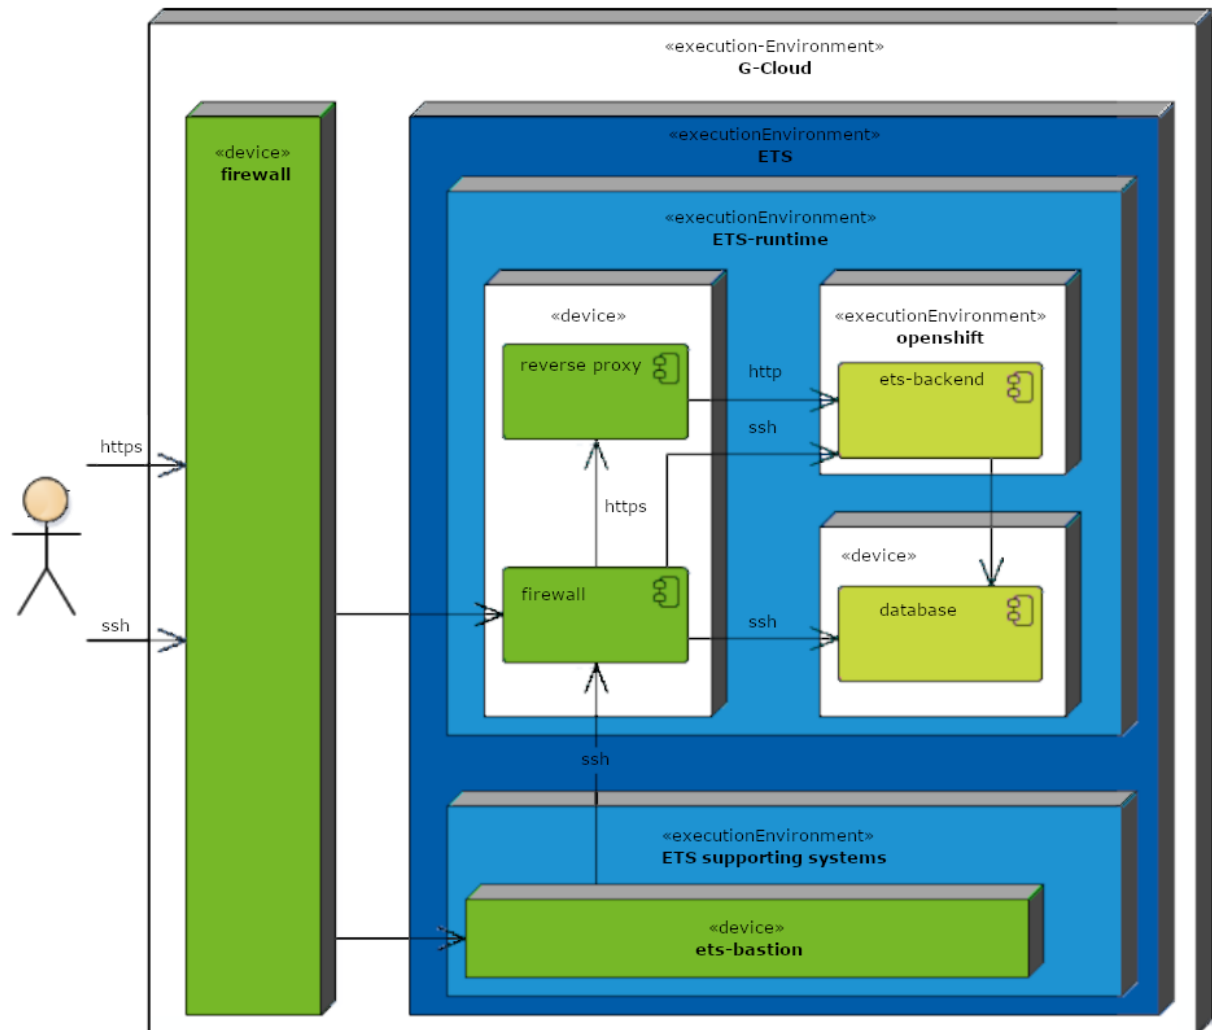 «execution-Environment»
G-Cloud
«device»
firewall
«executionEnvironment»
ETS
«executionEnvironment»
ETS-runtime
«device»
reverse proxy
«executionEnvironment»
openshift
ets-backend
http
ssh
https
https
firewall
«device»
database
ssh
ssh
ssh
«executionEnvironment»
ETS supporting systems
«device»
ets-bastion